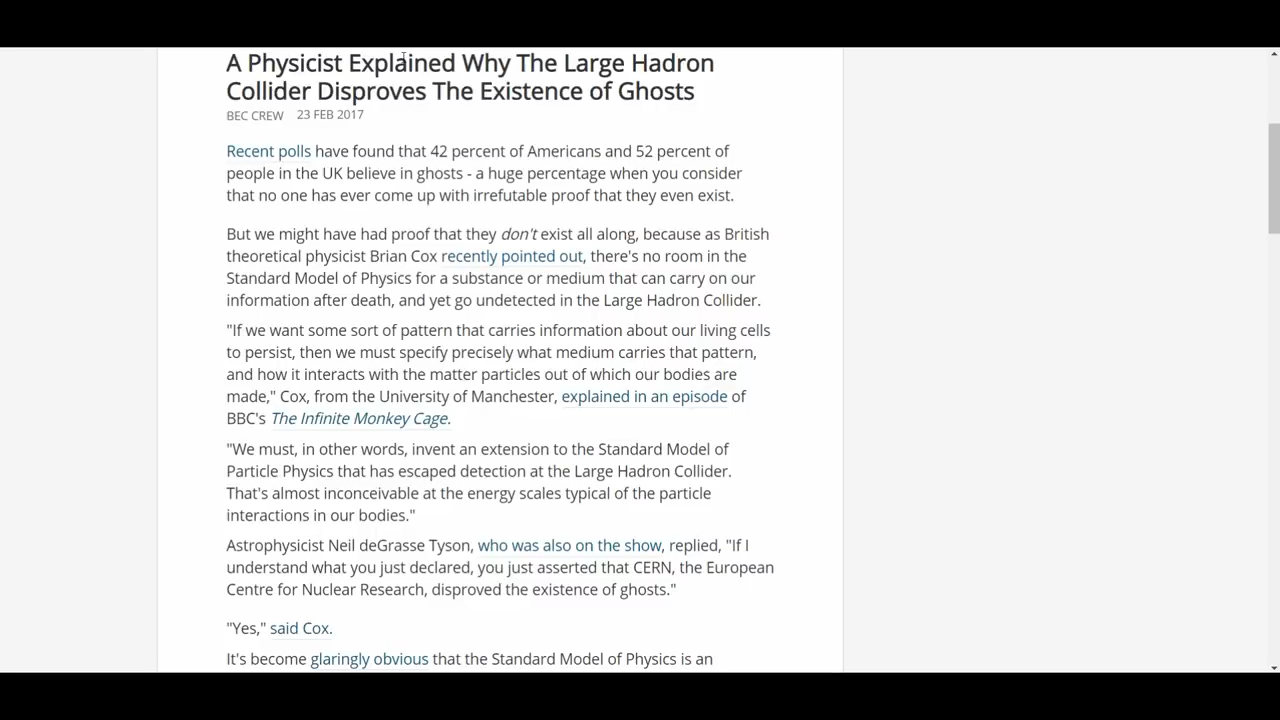 A Physicist Explained Why The Large Hadron
Collider Disproves The Existence of Ghosts
BEC CREW 23 FEB 2017
Recent polls have found that 42 percent of Americans and 52 percent of
people in the UK believe in ghosts - a huge percentage when you consider
that no one has ever come up with irrefutable proof that they even exist.
But we might have had proof that they don't exist all along, because as British
theoretical physicist Brian Cox recently pointed out, there's no room in the
Standard Model of Physics for a substance or medium that can carry on our
information after death, and yet go undetected in the Large Hadron Collider.
"If we want some sort of pattern that carries information about our living cells
to persist, then we must specify precisely what medium carries that pattern,
and how it interacts with the matter particles out of which our bodies are
made," Cox, from the University of Manchester, explained in an episode of
BBC's The Infinite Monkey Cage.
"We must, in other words, invent an extension to the Standard Model of
Particle Physics that has escaped detection at the Large Hadron Collider.
That's almost inconceivable at the energy scales typical of the particle
interactions in our bodies."
Astrophysicist Neil deGrasse Tyson, who was also on the show, replied, "If I
understand what you just declared, you just asserted that CERN, the European
Centre for Nuclear Research, disproved the existence of ghosts."
"Yes," said Cox.
It's become glaringly obvious that the Standard Model of Physics is an